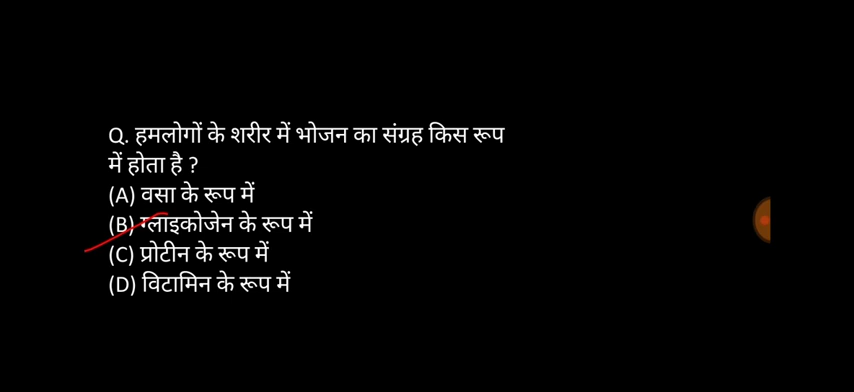 Q. हमलोगों के शरीर में भोजन का संग्रह किस रूप
में होता है ?
(A) वसा के रूप में
(B) ग्लाइकोजेन के रूप में
(C) प्रोटीन के रूप में
(D) विटामिन के रूप में